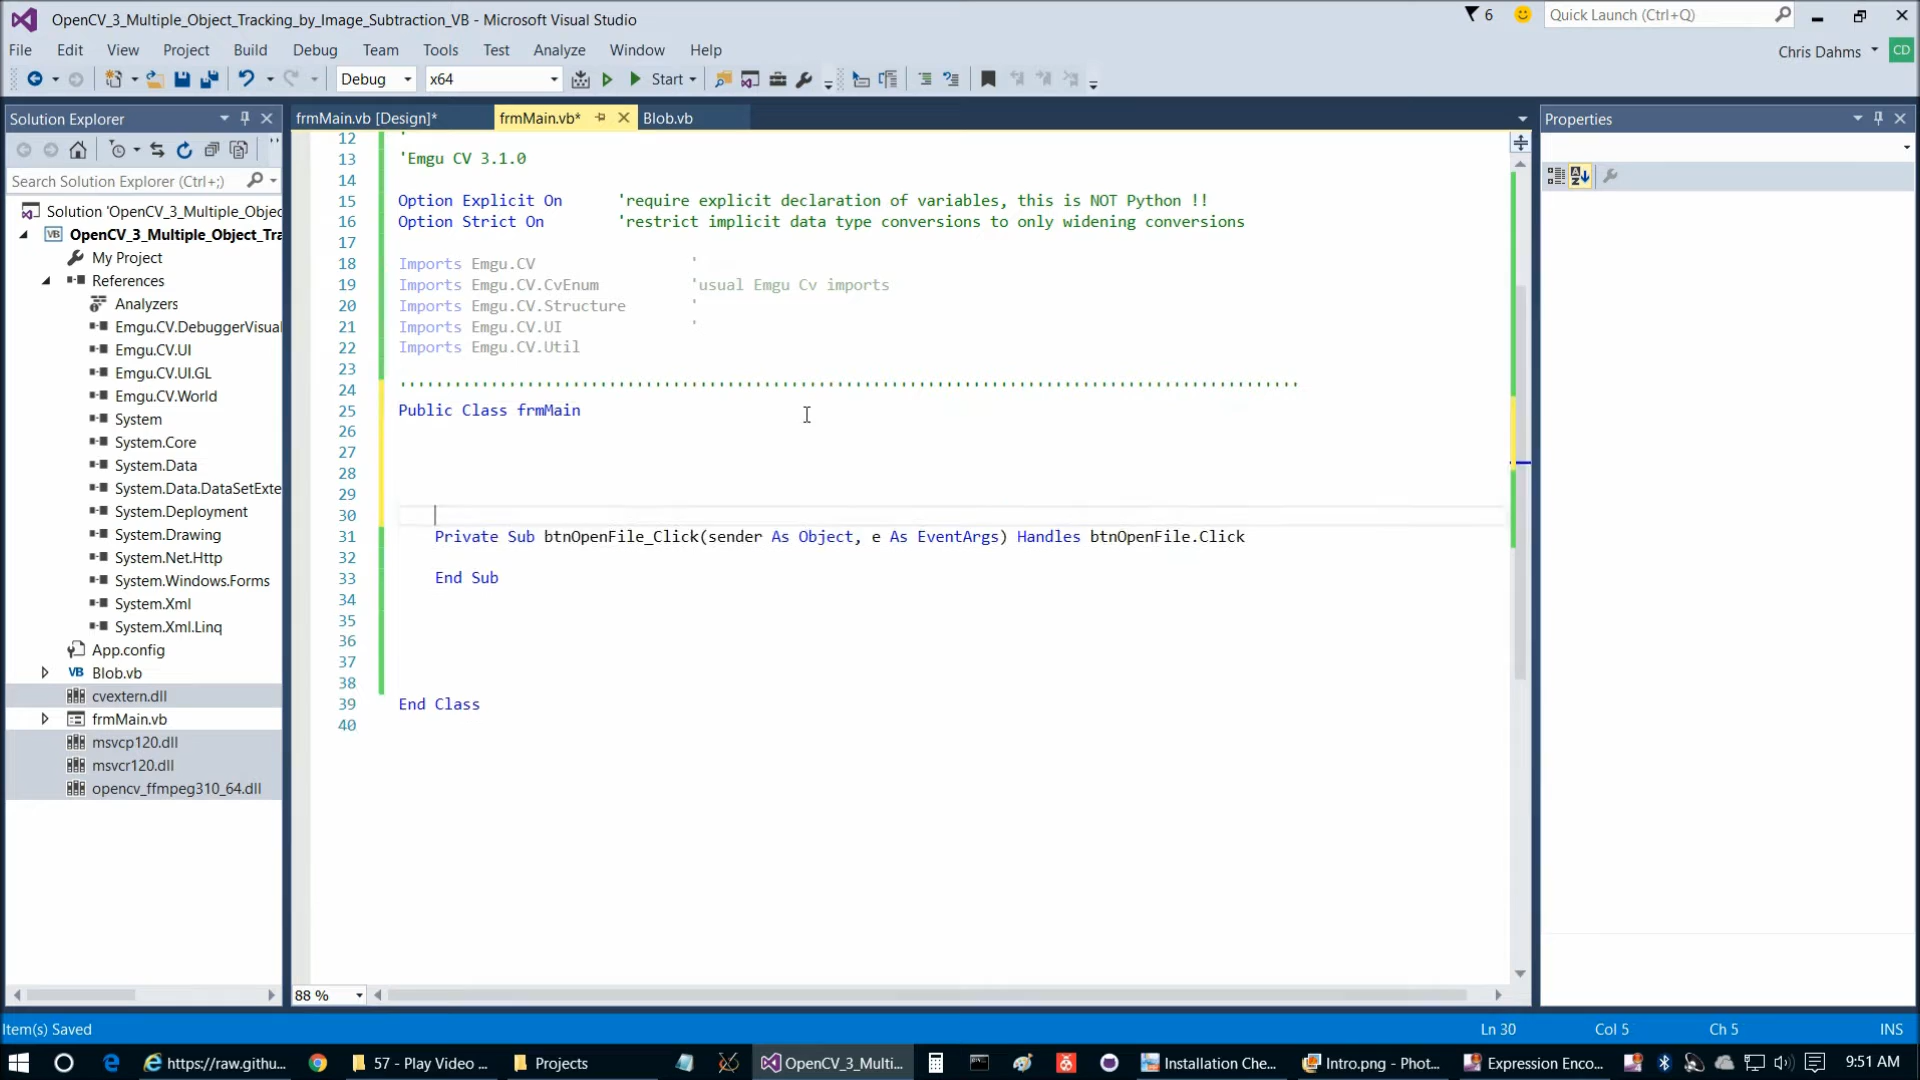 OpenCV_3_Multiple_Object_Tracking_by_Image_Subtraction_VB - Microsoft Visual Studio
6
Quick Launch (Ctrl+Q)
File Edit View Project Build Debug Team Tools Test Analyze Window Help
Chris Dahms CD
Debug x64 Start
Solution Explorer
frmMain.vb [Design]* frmMain.vb* Blob.vb
Properties
Search Solution Explorer (Ctrl+;)
Solution 'OpenCV_3_Multiple_Objec
VB OpenCV_3_Multiple_Object_Tra
My Project
References
Analyzers
Emgu.CV.DebuggerVisual
Emgu.CV.UI
Emgu.CV.UI.GL
Emgu.CV.World
System
System.Core
System.Data
System.Data.DataSetExte
System.Deployment
System.Drawing
System.Net.Http
System.Windows.Forms
System.Xml
System.Xml.Linq
App.config
VB Blob.vb
cvextern.dll
frmMain.vb
msvcp120.dll
msvcr120.dll
opencv_ffmpeg310_64.dll
12 '
13 'Emgu CV 3.1.0
14
15 Option Explicit On 'require explicit declaration of variables, this is NOT Python !!
16 Option Strict On 'restrict implicit data type conversions to only widening conversions
17
18 Imports Emgu.CV '
19 Imports Emgu.CV.CvEnum 'usual Emgu Cv imports
20 Imports Emgu.CV.Structure '
21 Imports Emgu.CV.UI '
22 Imports Emgu.CV.Util
23
24 '''''''''''''''''''''''''''''''''''''''''''''''''''''''''''''''''''''''''''''''''''''''''''''''''''
25 Public Class frmMain
26
27
28
29
30
31 Private Sub btnOpenFile_Click(sender As Object, e As EventArgs) Handles btnOpenFile.Click
32
33 End Sub
34
35
36
37
38
39 End Class
40
88 %
Item(s) Saved Ln 30 Col 5 Ch 5 INS
https://raw.githu... 57 - Play Video ... Projects OpenCV_3_Multi... Installation Che... Intro.png - Phot... Expression Enco... 9:51 AM